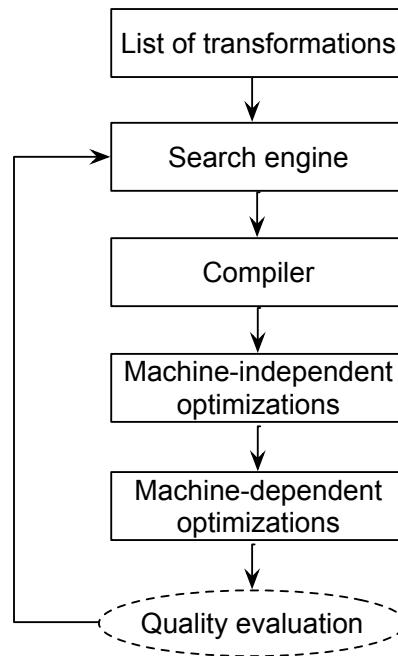 List of transformations
Search engine
Compiler
Machine-independent
optimizations
Machine-dependent
optimizations
Quality evaluation